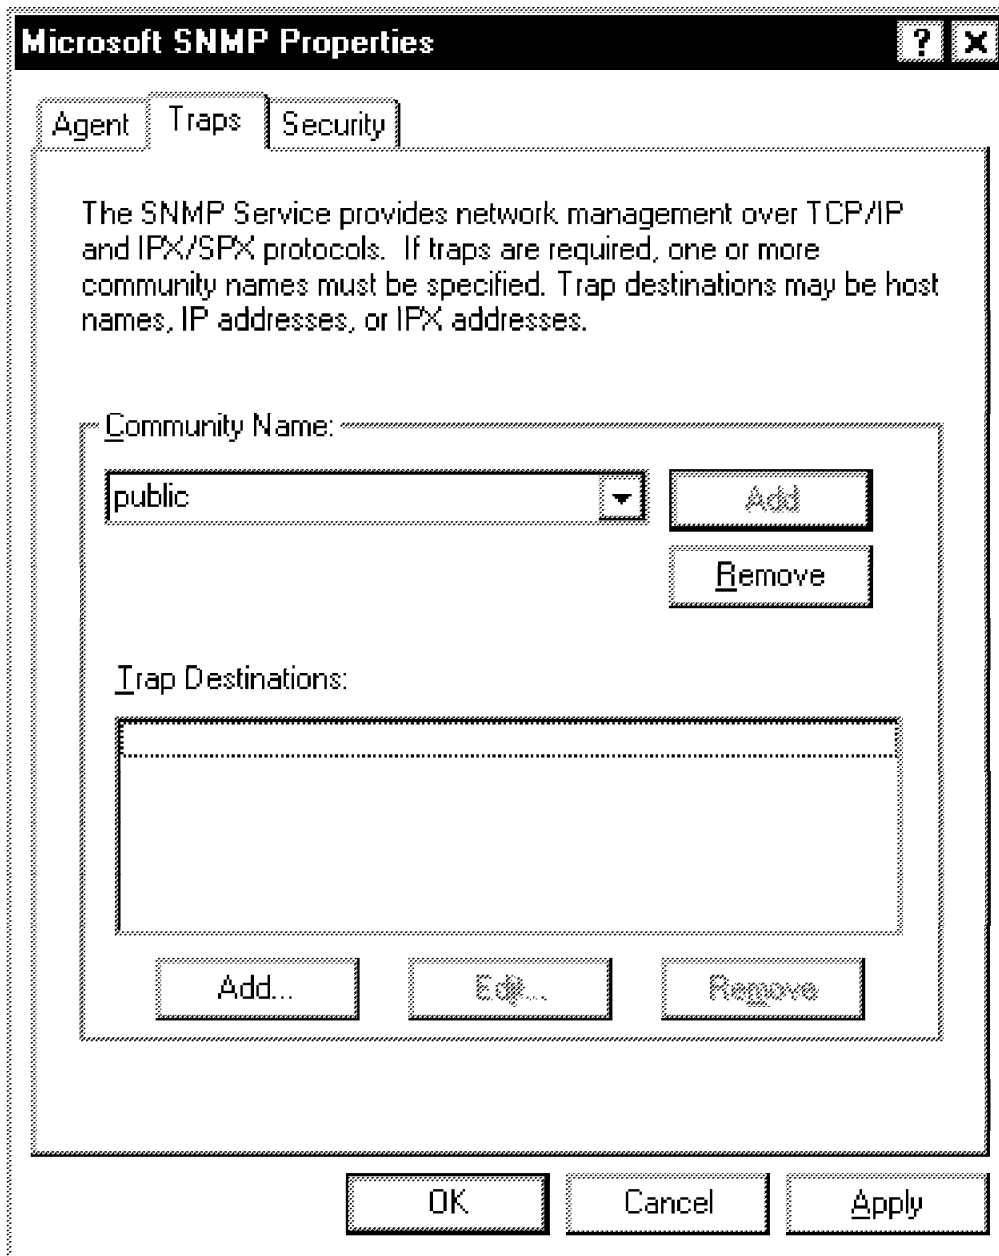 Microsoft SNMP Properties
Agent Traps Security
The SNMP Service provides network management over TCP/IP
and IPX/SPX protocols. If traps are required, one or more
community names must be specified. Trap destinations may be host
names, IP addresses, or IPX addresses.
Community Name:
public
Add
Remove
Trap Destinations:
Add... Edit... Remove
OK Cancel Apply